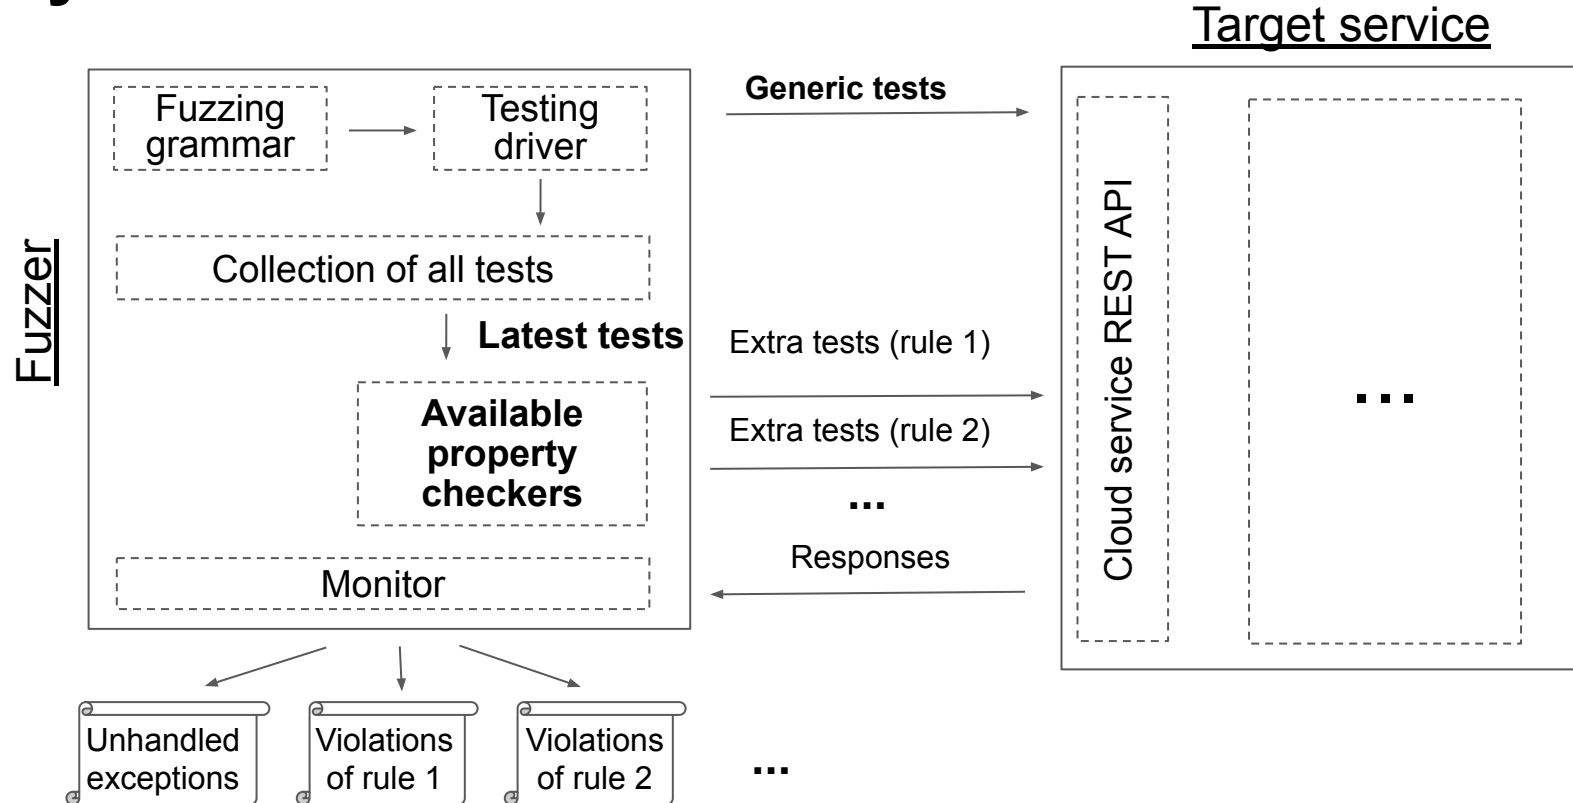 Target service
Fuzzer
Fuzzing
grammar
Testing
driver
Generic tests
Collection of all tests
Latest tests
Available
property
checkers
Extra tests (rule 1)
Extra tests (rule 2)
...
Responses
Monitor
Cloud service REST API
...
Unhandled
exceptions
Violations
of rule 1
Violations
of rule 2
...